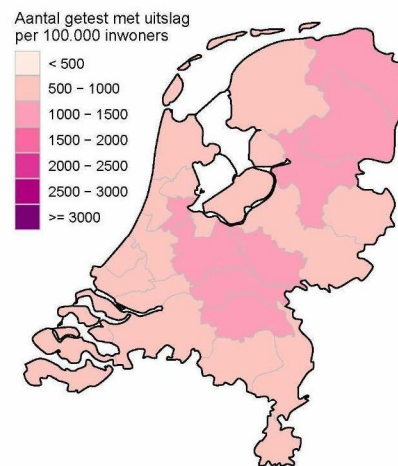 Aantal getest met uitslag
per 100.000 inwoners
< 500
500 – 1000
1000 – 1500
1500 – 2000
2000 – 2500
2500 – 3000
>= 3000